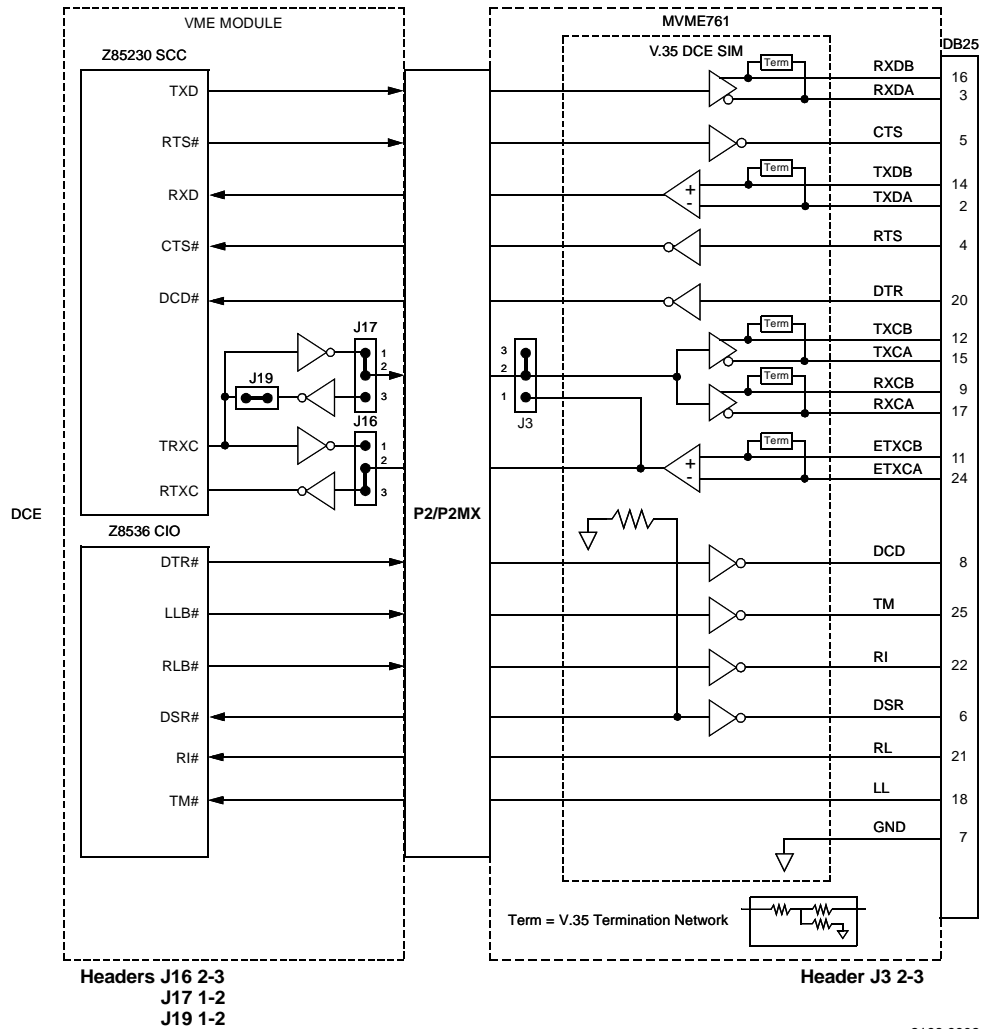 VME MODULE
MVME761
Z85230 SCC
V.35 DCE SIM
DB25
TXD
Term
RXDB
16
RXDA
3
RTS#
CTS
5
RXD
Term
TXDB
14
+
-
TXDA
2
CTS#
RTS
4
DCD#
DTR
20
J17
1
2
3
J19
3
2
1
J3
Term
TXCB
12
TXCA
15
Term
RXCB
9
RXCA
17
J16
1
2
3
TRXC
RTXC
Term
ETXCB
11
+
-
ETXCA
24
DCE
P2/P2MX
Z8536 CIO
DTR#
DCD
8
LLB#
TM
25
RLB#
RI
22
DSR#
DSR
6
RI#
RL
21
TM#
LL
18
GND
7
Term = V.35 Termination Network
Headers J16 2-3
J17 1-2
J19 1-2
Header J3 2-3